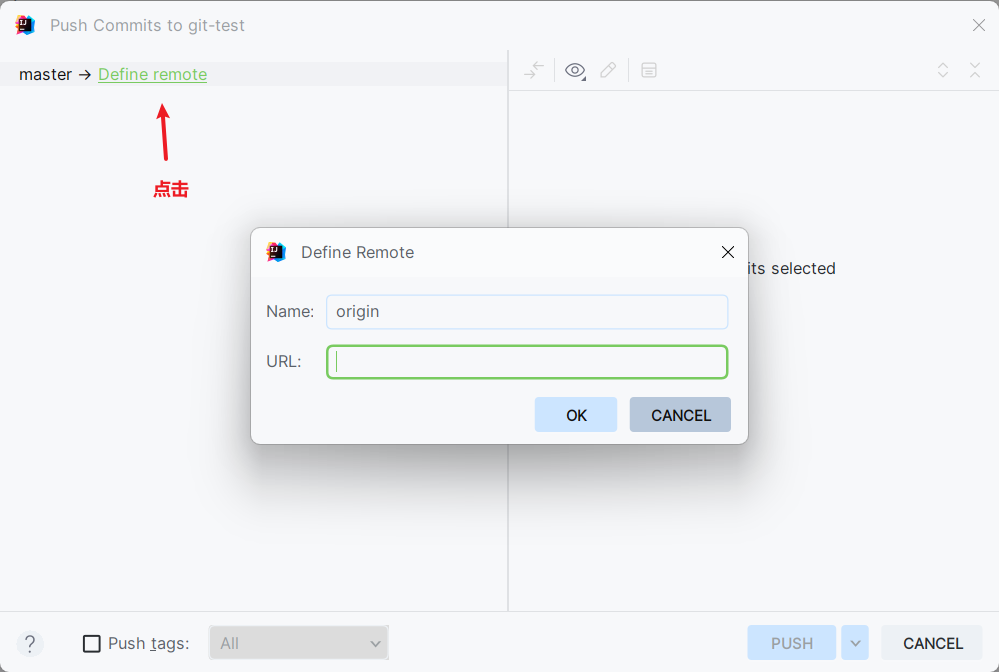 Push Commits to git-test
master → Define remote
点击
Define Remote
its selected
Name: origin
URL:
OK CANCEL
? Push tags: All PUSH CANCEL